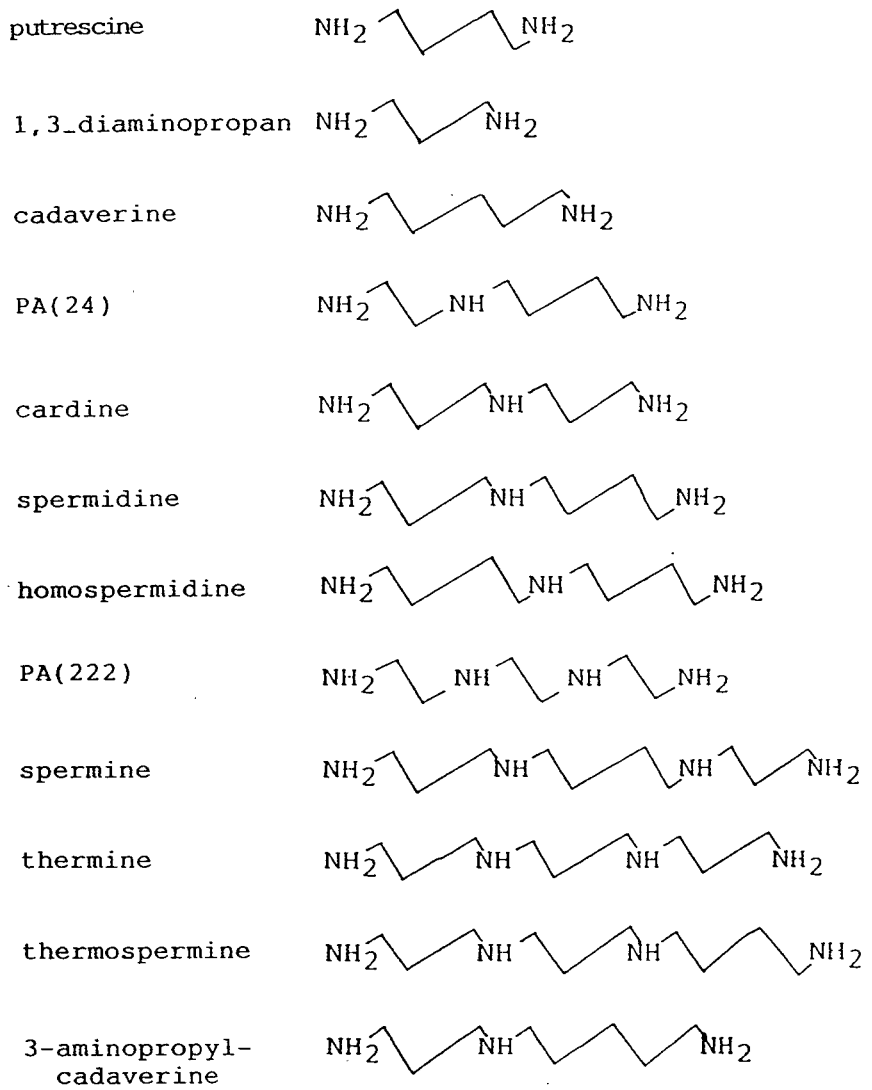 putrescine NH2 NH2
1,3_diaminopropan NH2 NH2
cadaverine NH2 NH2
PA(24) NH2 NH NH2
cardine NH2 NH NH2
spermidine NH2 NH NH2
homospermidine NH2 NH NH2
PA(222) NH2 NH NH NH2
spermine NH2 NH NH NH2
thermine NH2 NH NH NH2
thermospermine NH2 NH NH NH2
3-aminopropyl- NH2 NH NH2
cadaverine